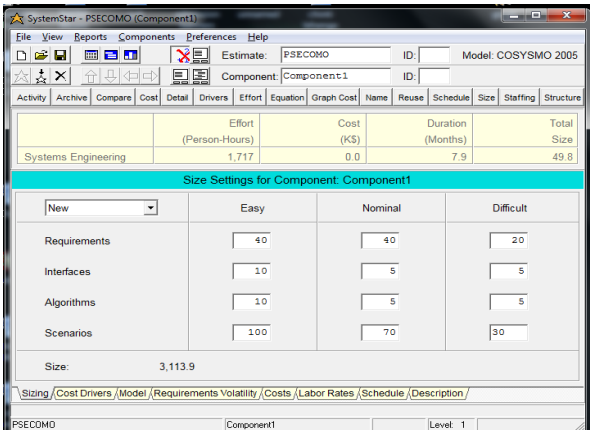 SystemStar - PSECOMO (Component1)
File View Reports Components Preferences Help
Estimate: PSECOMO ID: Model: COSYSMO 2005
Component: Component1 ID:
Activity Archive Compare Cost Detail Drivers Effort Equation Graph Cost Name Reuse Schedule Size Staffing Structure
Effort Cost Duration Total
(Person-Hours) (K$) (Months) Size
Systems Engineering 1,717 0.0 7.9 49.8
Size Settings for Component: Component1
New Easy Nominal Difficult
Requirements 40 40 20
Interfaces 10 5 5
Algorithms 10 5 5
Scenarios 100 70 30
Size: 3,113.9
Sizing Cost Drivers Model Requirements Volatility Costs Labor Rates Schedule Description
PSECOMO Component1 Level: 1